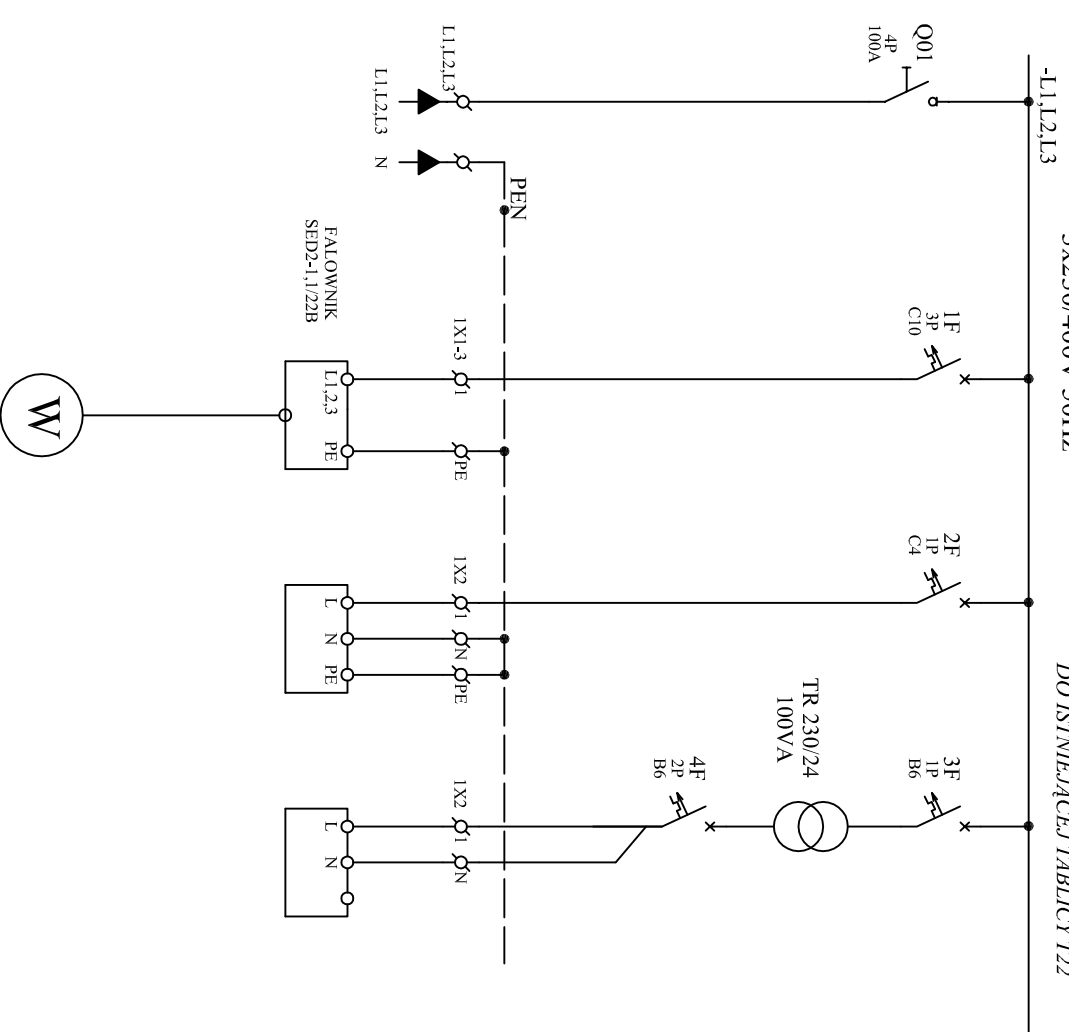 DO ISTNIEJĄCEJ TABLICY T22
3X230/400V 50HZ
-L1,L2,L3
Q01
4P
100A
1F
3P
C10
2F
1P
C4
3F
1P
B6
TR 230/24
100VA
4F
2P
B6
PEN
L1,L2,L3
L1,L2,L3
N
1X1-3
1
PE
1X2
1
N
PE
1X2
1
N
FALOWNIK
SED2-1,1/22B
L1,2,3
PE
L
N
PE
L
N
W